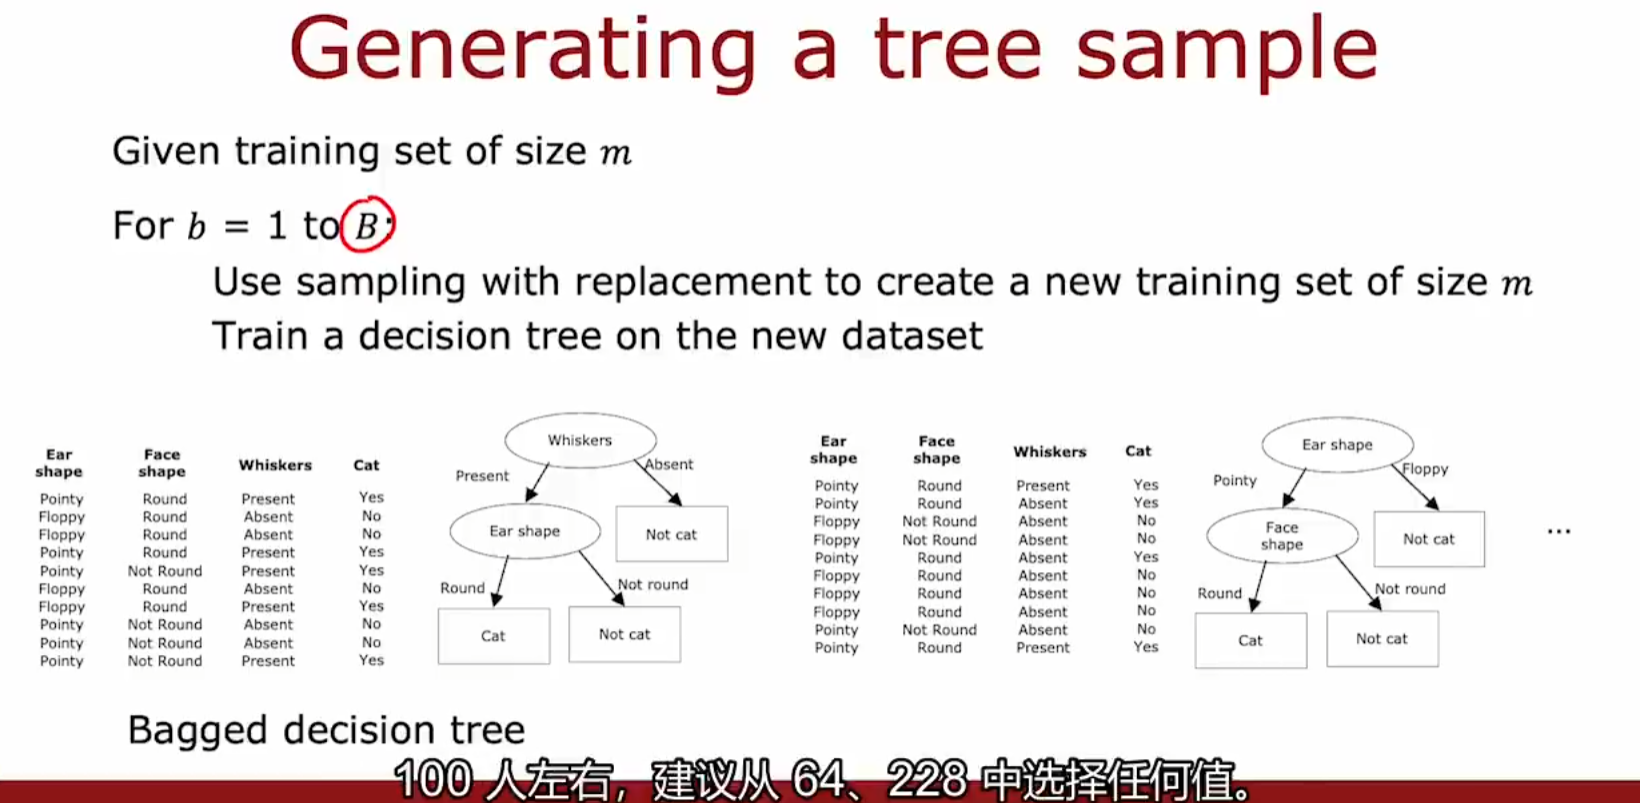 Generating a tree sample
Given training set of size m
For b = 1 to B:
Use sampling with replacement to create a new training set of size m
Train a decision tree on the new dataset
Ear shape Face shape Whiskers Cat
Pointy Round Present Yes
Floppy Round Absent No
Floppy Round Absent No
Pointy Round Present Yes
Pointy Not Round Present Yes
Floppy Round Absent No
Floppy Round Present Yes
Pointy Not Round Absent No
Pointy Not Round Absent No
Pointy Not Round Present Yes
Whiskers
Present
Absent
Ear shape
Not cat
Round
Not round
Cat
Not cat
Ear shape Face shape Whiskers Cat
Pointy Round Present Yes
Pointy Round Absent Yes
Floppy Not Round Absent No
Floppy Not Round Absent No
Pointy Round Absent Yes
Floppy Round Absent No
Floppy Round Absent No
Floppy Round Absent No
Pointy Not Round Absent No
Pointy Round Present Yes
Ear shape
Pointy
Floppy
Face shape
Not cat
Round
Not round
Cat
Not cat
...
Bagged decision tree
100 人左右，建议从 64、228 中选择任何值。